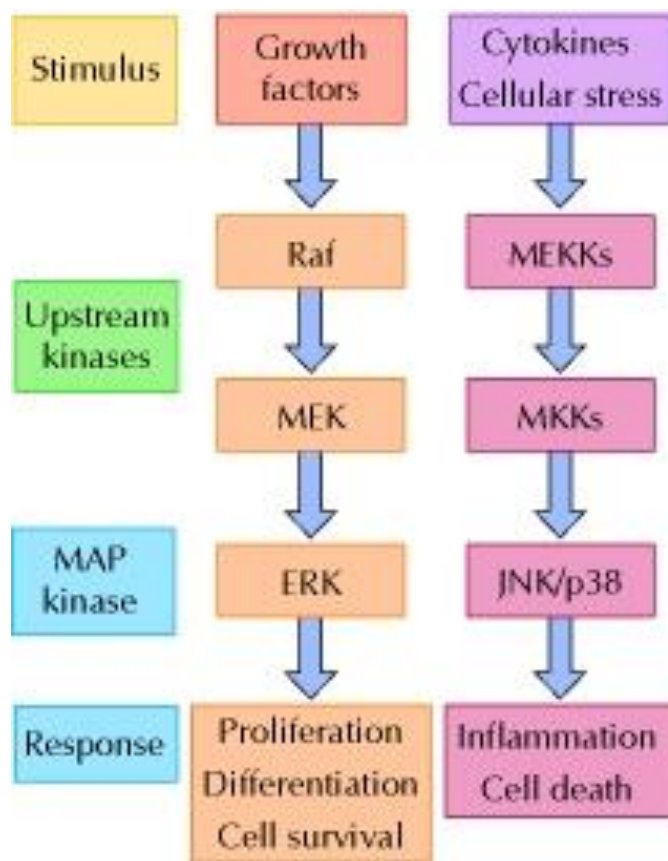 Stimulus
Growth
factors
Cytokines
Cellular stress
Upstream
kinases
Raf
MEKKs
MEK
MKKs
MAP
kinase
ERK
JNK/p38
Response
Proliferation
Differentiation
Cell survival
Inflammation
Cell death